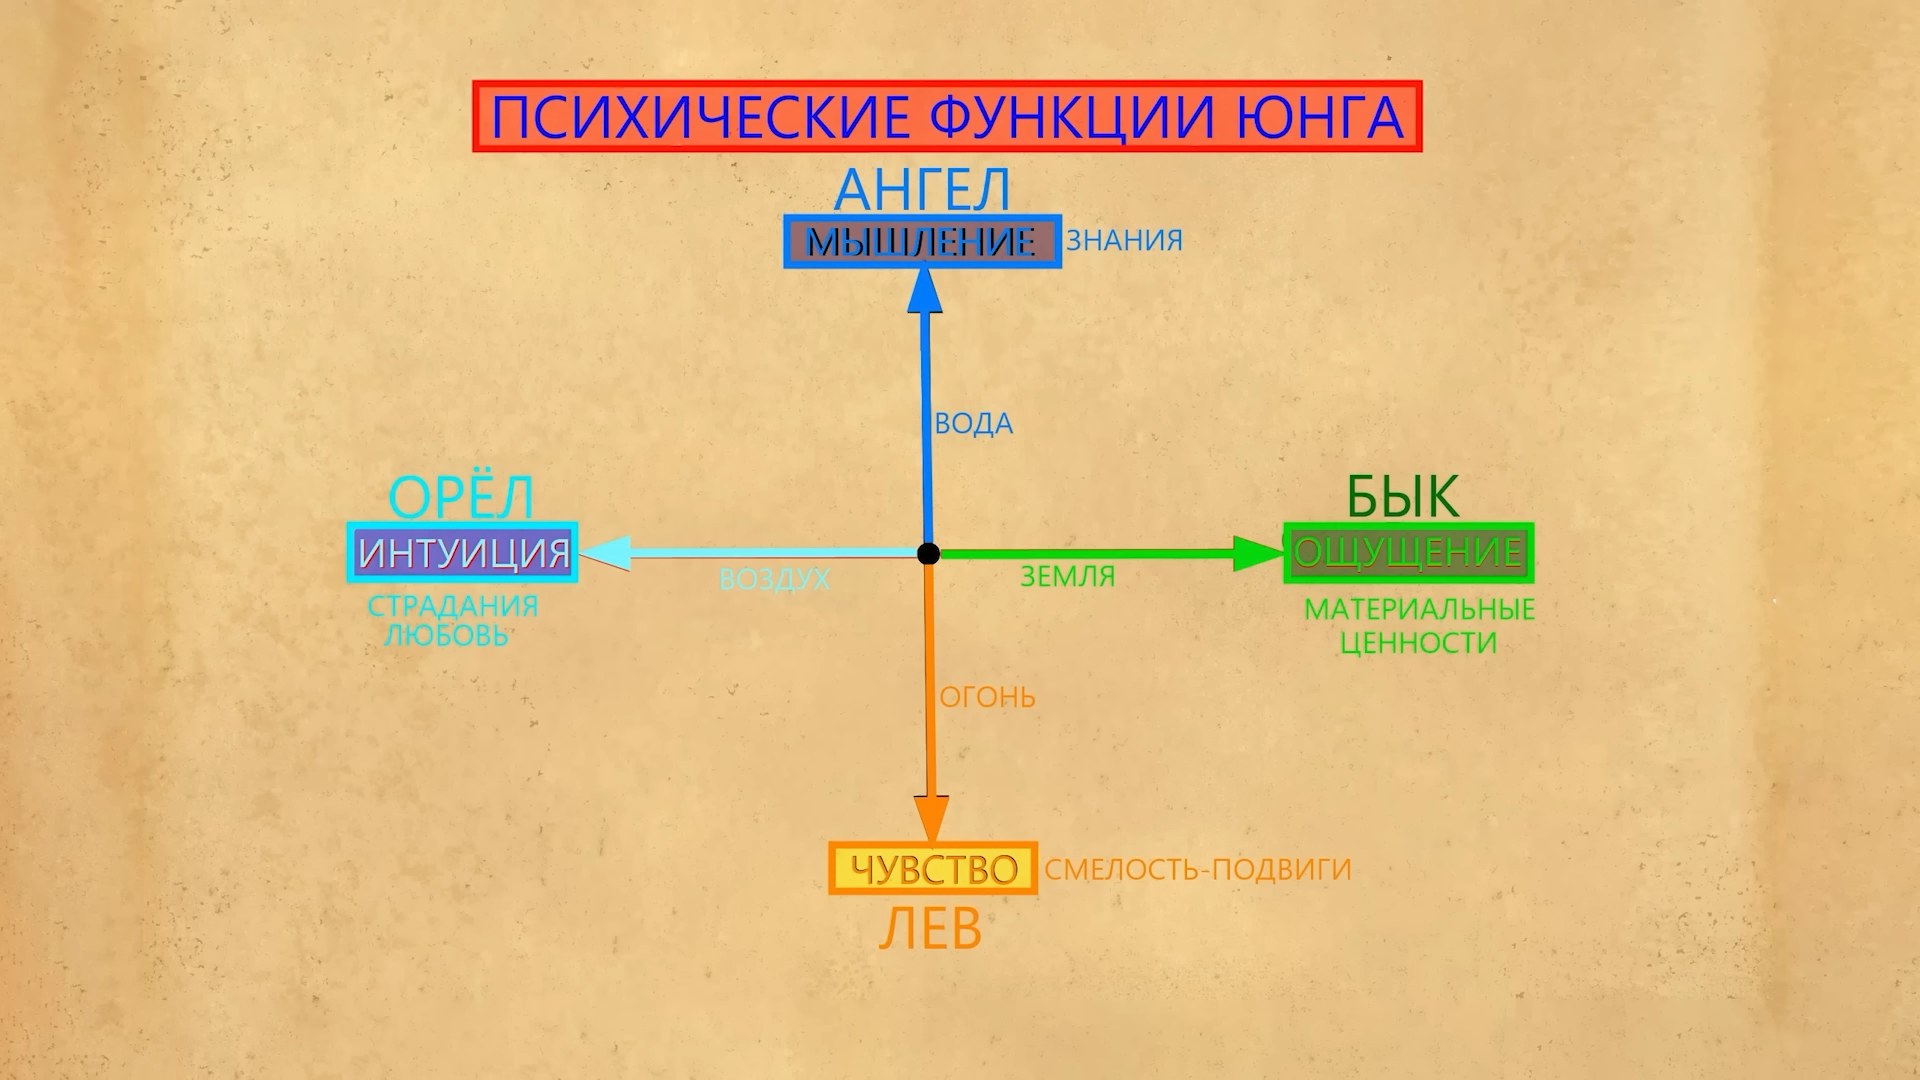 ПСИХИЧЕСКИЕ ФУНКЦИИ ЮНГА
АНГЕЛ
МЫШЛЕНИЕ
ЗНАНИЯ
ВОДА
ОРЁЛ
ИНТУИЦИЯ
СТРАДАНИЯ
ЛЮБОВЬ
ВОЗДУХ
ЗЕМЛЯ
БЫК
ОЩУЩЕНИЕ
МАТЕРИАЛЬНЫЕ
ЦЕННОСТИ
ОГОНЬ
ЧУВСТВО
СМЕЛОСТЬ-ПОДВИГИ
ЛЕВ